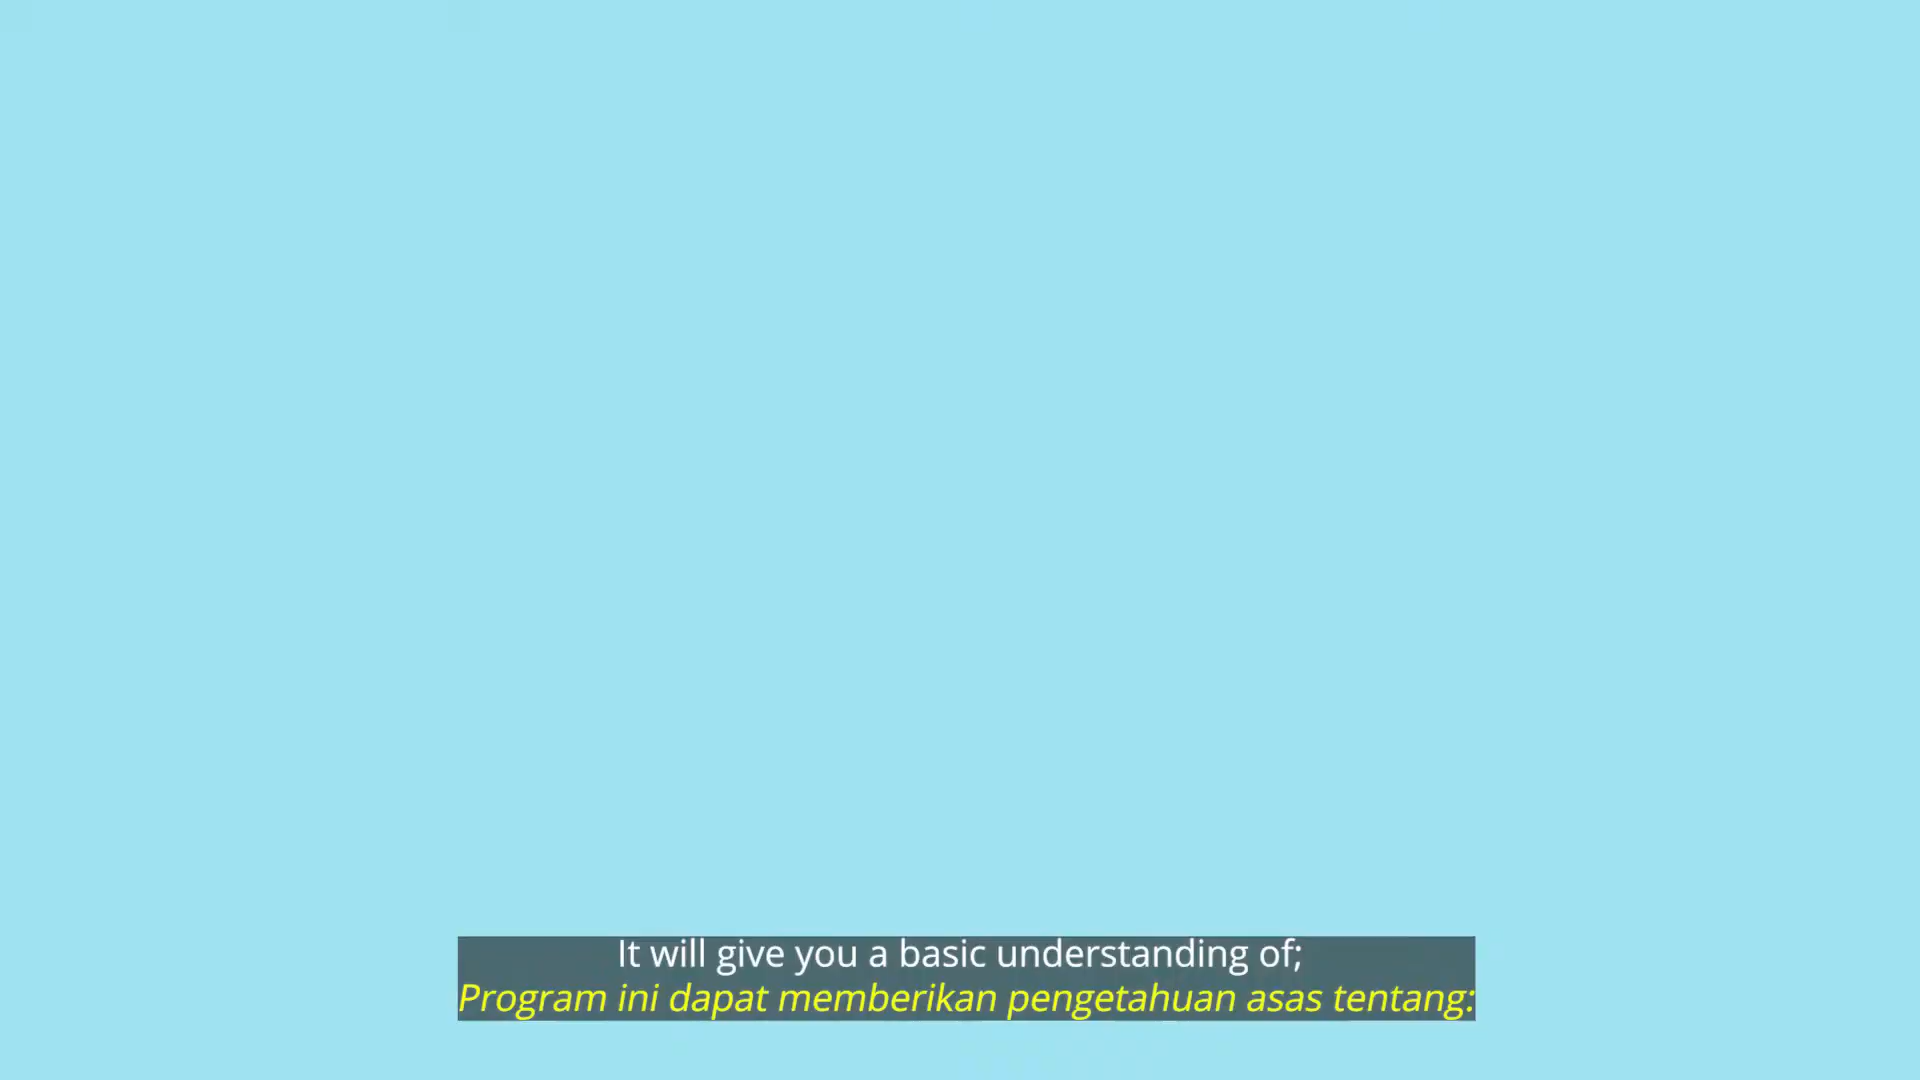 It will give you a basic understanding of;
Program ini dapat memberikan pengetahuan asas tentang: